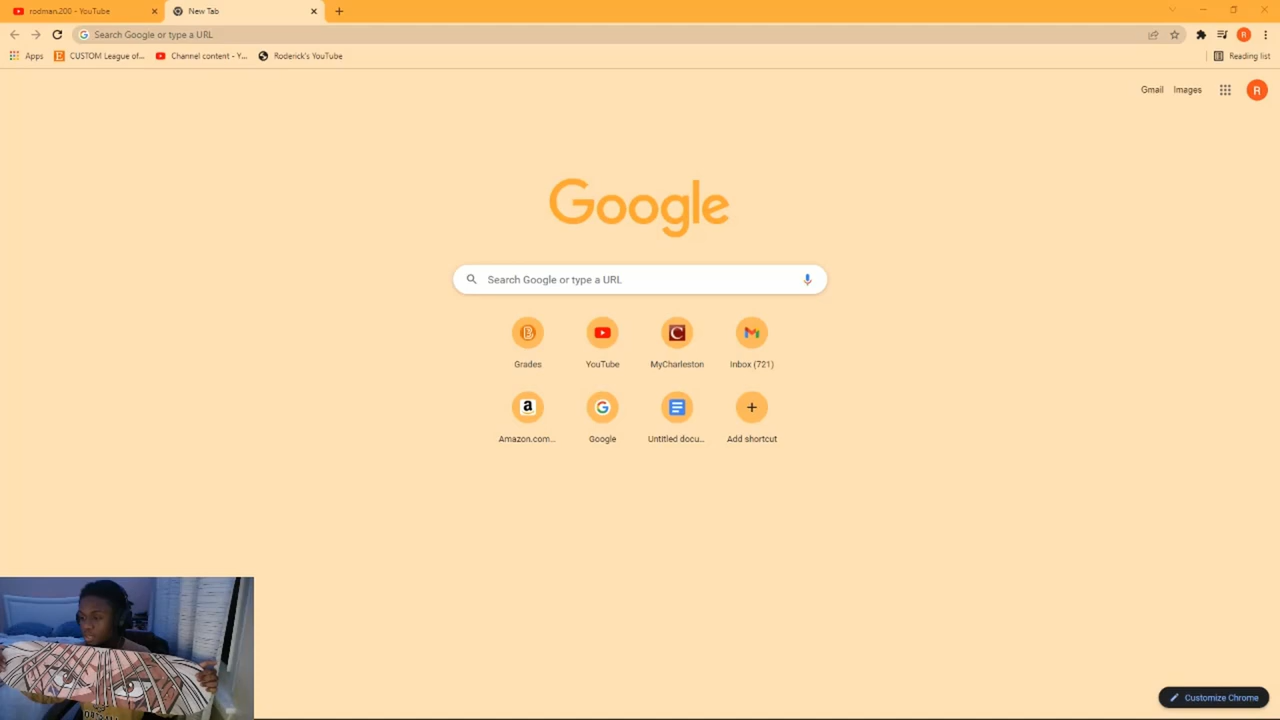 rodman.200 - YouTube
New Tab
Search Google or type a URL
Apps
CUSTOM League of...
Channel content - Y...
Roderick's YouTube
Reading list
Gmail
Images
R
Google
Search Google or type a URL
Grades
YouTube
MyCharleston
Inbox (721)
Amazon.com...
Google
Untitled docu...
Add shortcut
Customize Chrome